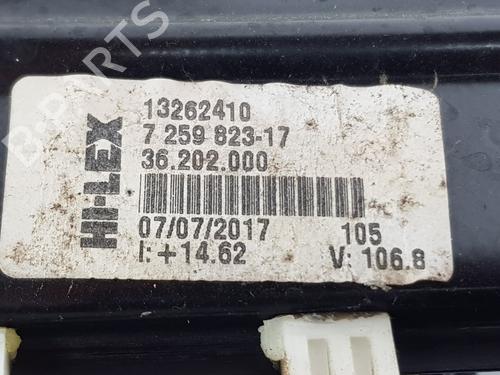 HI-LEX
13262410
7 259 823-17
36.202.000
07/07/2017 105
I: +14.62 V: 106.8
B-PARTS